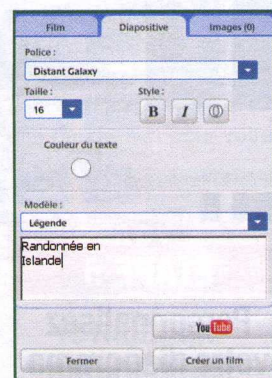 Film Diapositive Images (0)
Police :
Distant Galaxy
Taille : Style :
16 B I
Couleur du texte
Modèle :
Légende
Randonnée en
Islande
You Tube
Fermer Créer un film